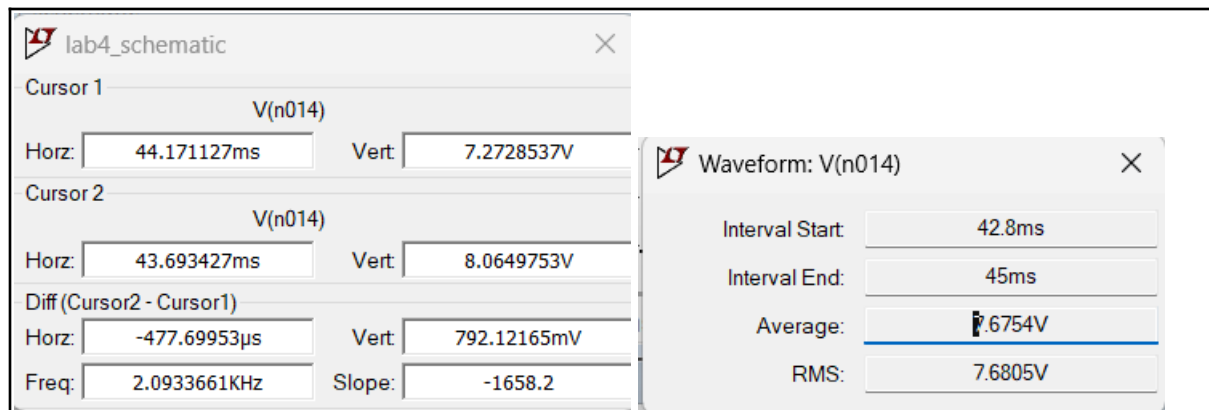 lab4_schematic
Cursor 1
V(n014)
Horz: 44.171127ms Vert: 7.2728537V
Cursor 2
V(n014)
Horz: 43.693427ms Vert: 8.0649753V
Diff (Cursor2 - Cursor1)
Horz: -477.69953µs Vert: 792.12165mV
Freq: 2.0933661KHz Slope: -1658.2
Waveform: V(n014)
Interval Start: 42.8ms
Interval End: 45ms
Average: 7.6754V
RMS: 7.6805V